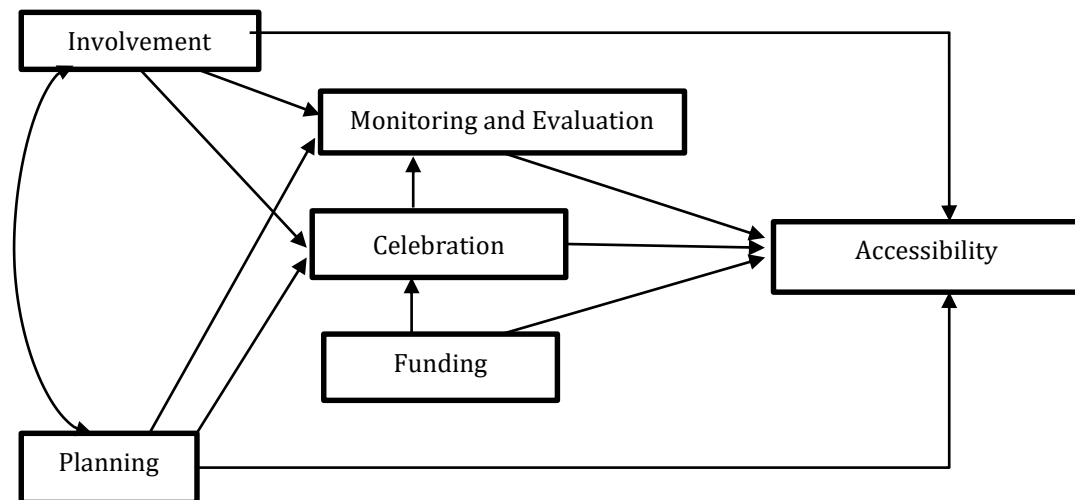 Involvement
Monitoring and Evaluation
Celebration
Accessibility
Funding
Planning